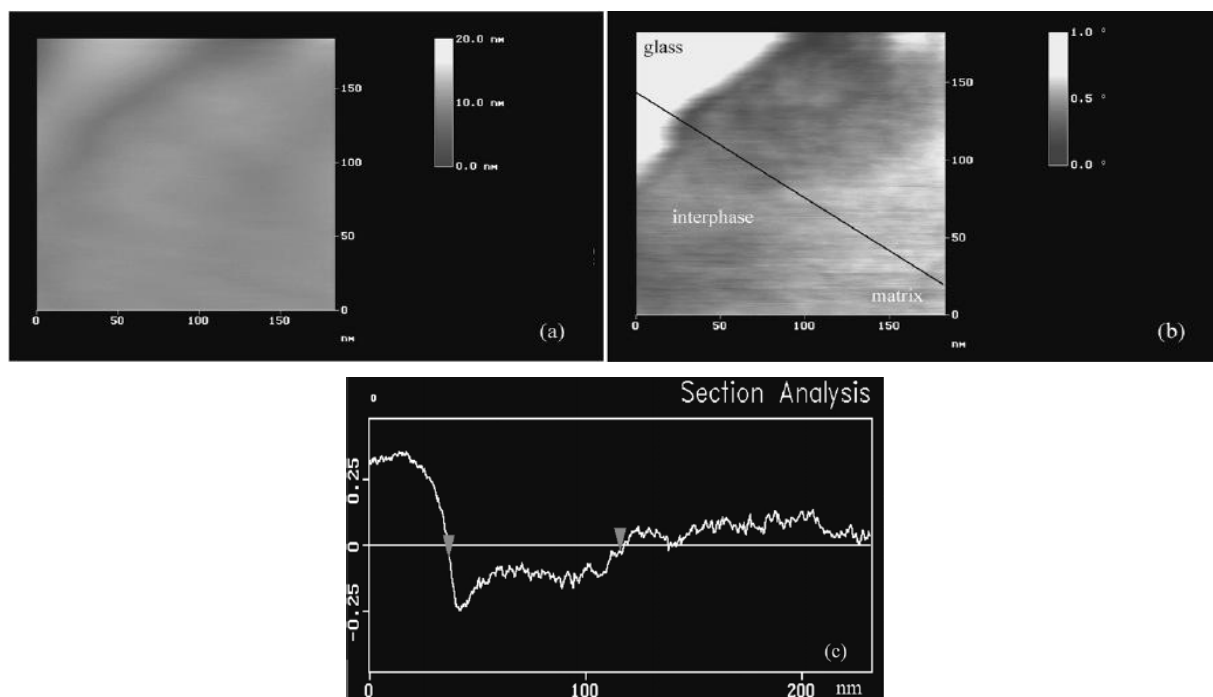 20.0 nm
10.0 nm
0.0 nm
150
100
50
0
0 50 100 150
nm
(a)
glass
interphase
matrix
1.0 °
0.5 °
0.0 °
150
100
50
0
0 50 100 150
nm
(b)
Section Analysis
0
0.25
0
-0.25
0 100 200 nm
(c)